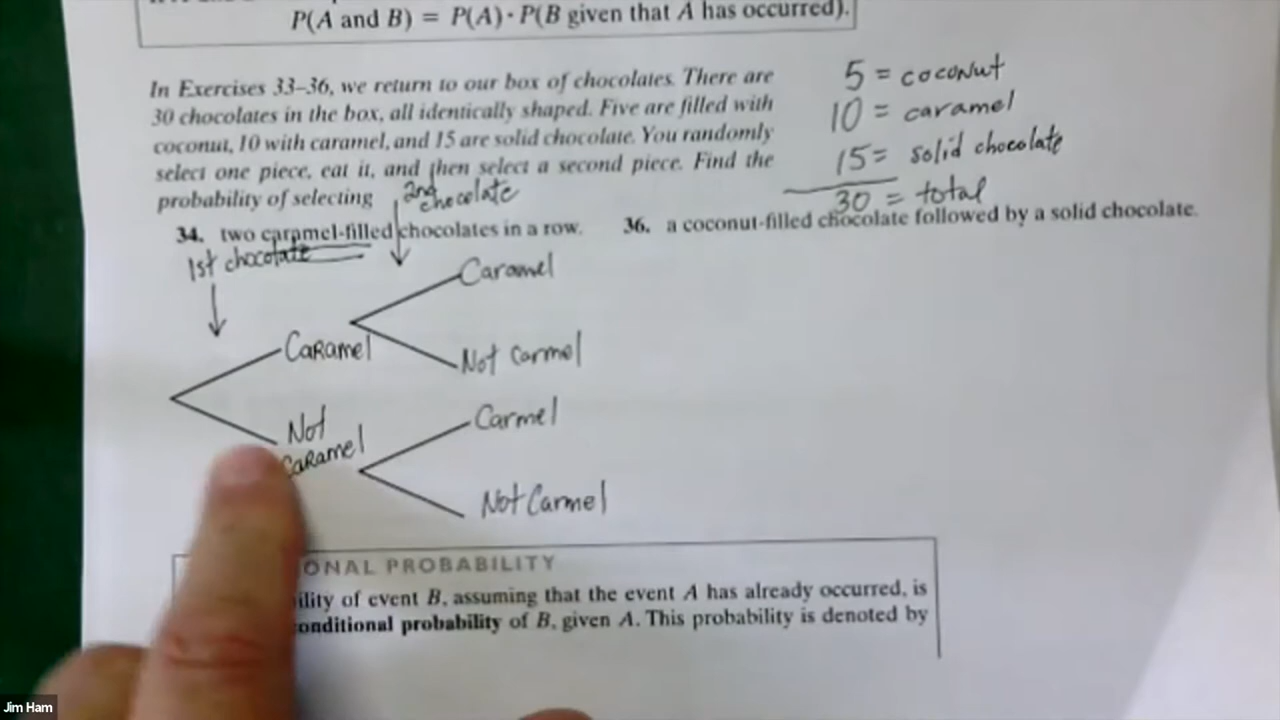 P(A and B) = P(A) · P(B given that A has occurred).
In Exercises 33–36, we return to our box of chocolates. There are
30 chocolates in the box, all identically shaped. Five are filled with
coconut, 10 with caramel, and 15 are solid chocolate. You randomly
select one piece, eat it, and then select a second piece. Find the
probability of selecting
5 = coconut
10 = caramel
15 = solid chocolate
30 = total
2nd
chocolate
34. two caramel-filled chocolates in a row.
36. a coconut-filled chocolate followed by a solid chocolate.
1st chocolate
Caramel
Caramel
Not Carmel
Not
Caramel
Carmel
Not Carmel
ONAL PROBABILITY
ility of event B, assuming that the event A has already occurred, is
onditional probability of B, given A. This probability is denoted by
Jim Ham